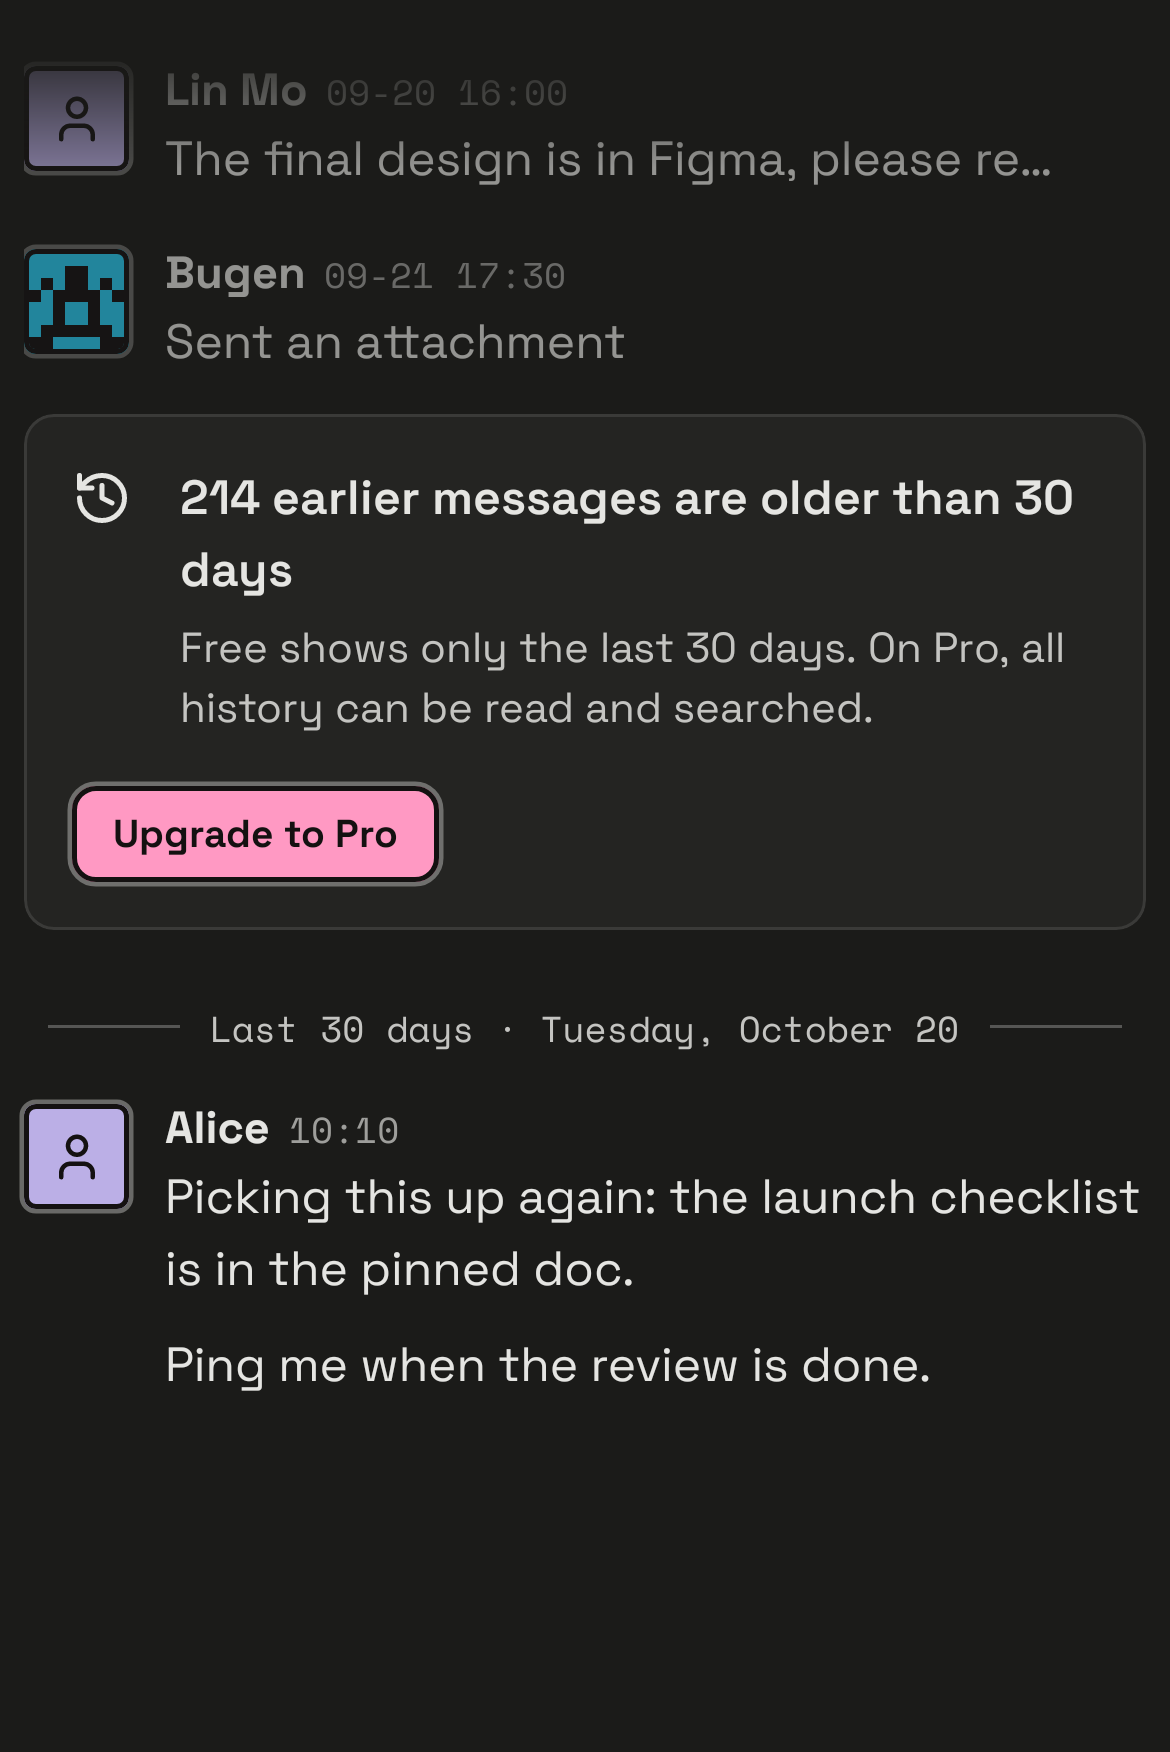 Lin Mo 09-20 16:00
The final design is in Figma, please re…
Bugen 09-21 17:30
Sent an attachment
214 earlier messages are older than 30
days
Free shows only the last 30 days. On Pro, all
history can be read and searched.
Upgrade to Pro
Last 30 days · Tuesday, October 20
Alice 10:10
Picking this up again: the launch checklist
is in the pinned doc.
Ping me when the review is done.